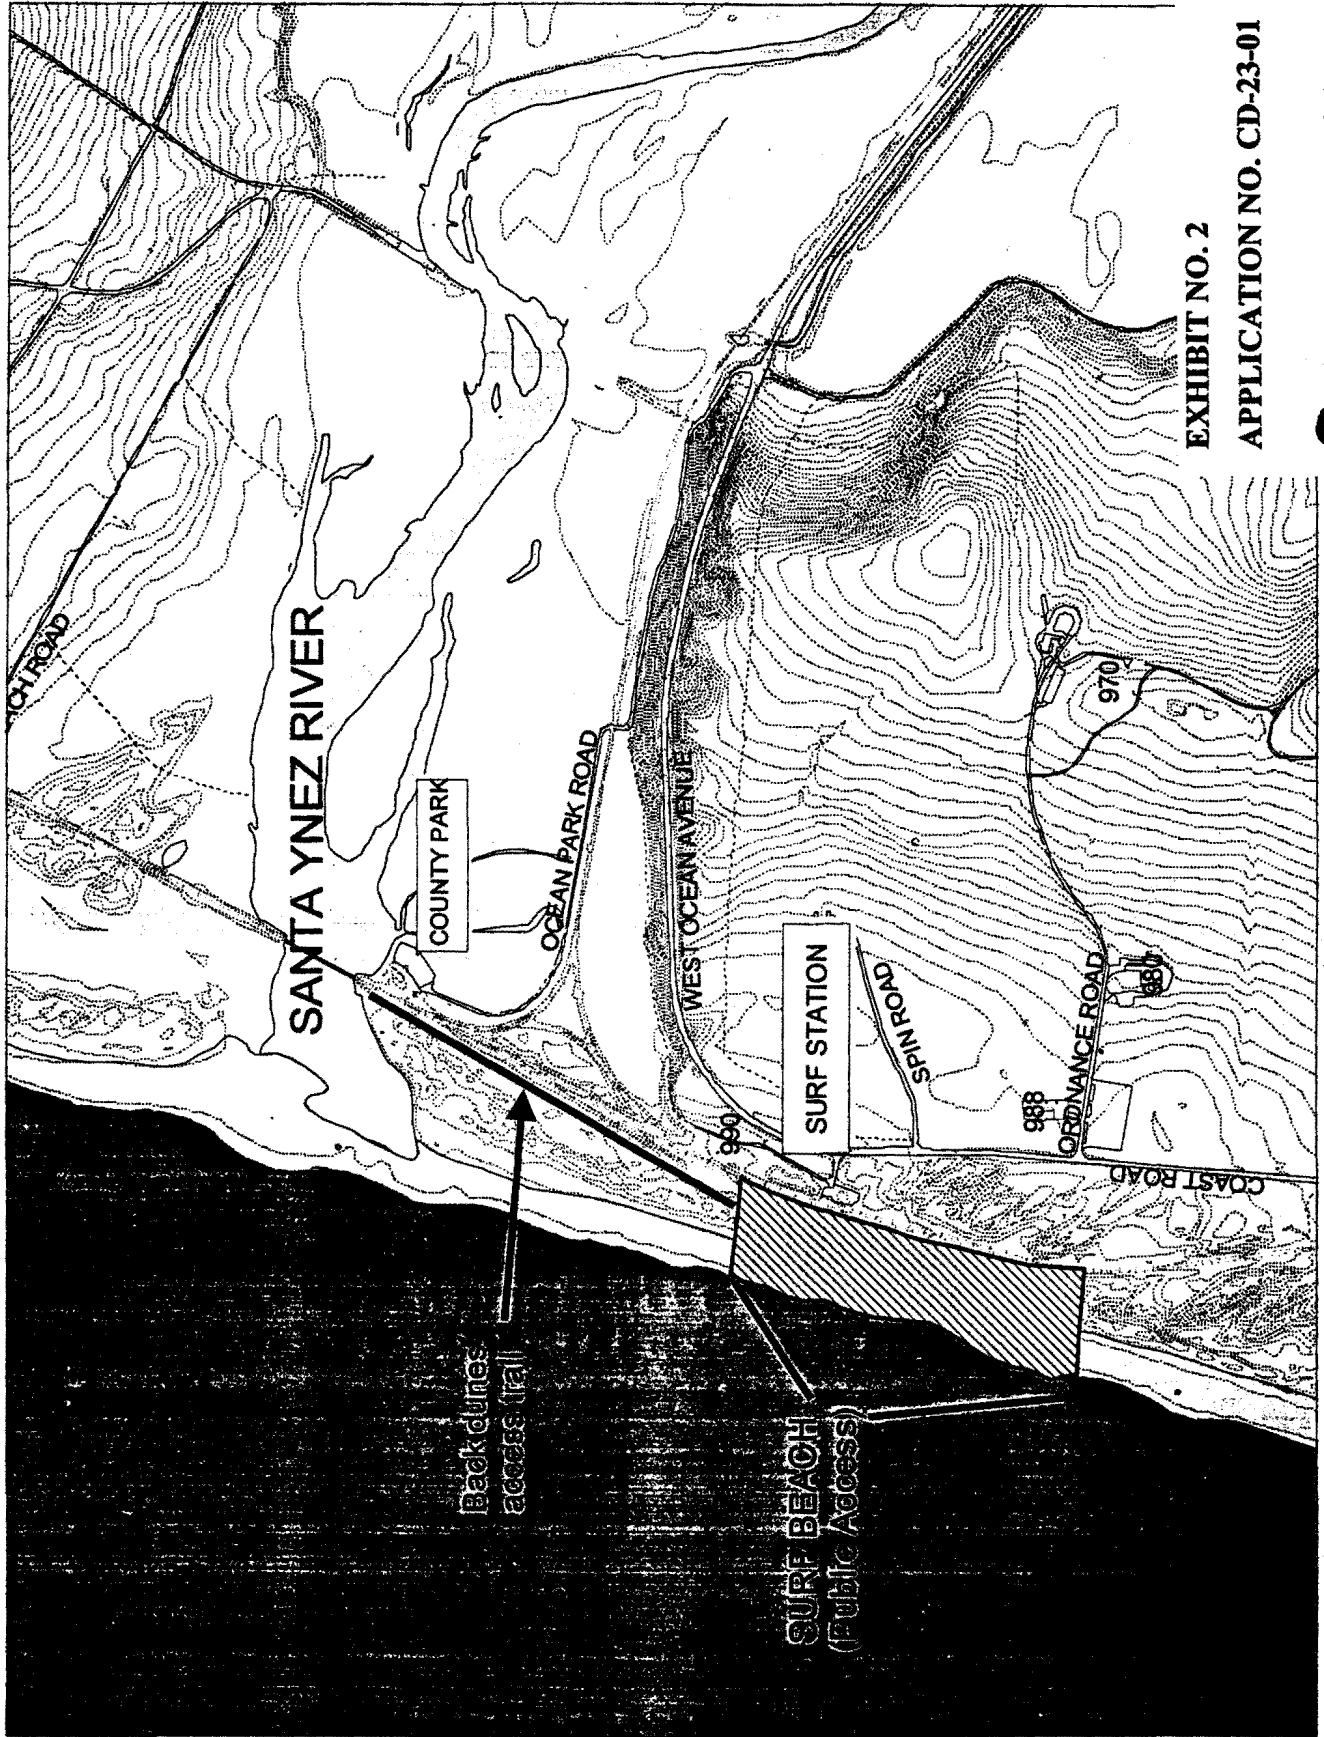 EXHIBIT NO. 2
APPLICATION NO. CD-23-01
SANTA YNEZ RIVER
COUNTY PARK
OCEAN PARK ROAD
WEST OCEAN AVENUE
SURF STATION
SPIN ROAD
ORDNANCE ROAD
COAST ROAD
990
988
980
970
Back dunes
access trail
SURF BEACH
(Public Access)
ROAD